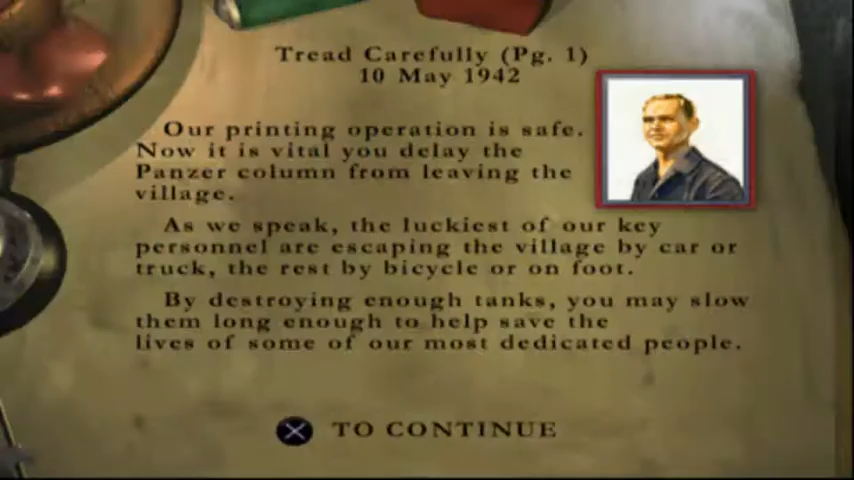 Tread Carefully (Pg. 1)
10 May 1942
Our printing operation is safe.
Now it is vital you delay the
Panzer column from leaving the
village.
As we speak, the luckiest of our key
personnel are escaping the village by car or
truck, the rest by bicycle or on foot.
By destroying enough tanks, you may slow
them long enough to help save the
lives of some of our most dedicated people.
TO CONTINUE